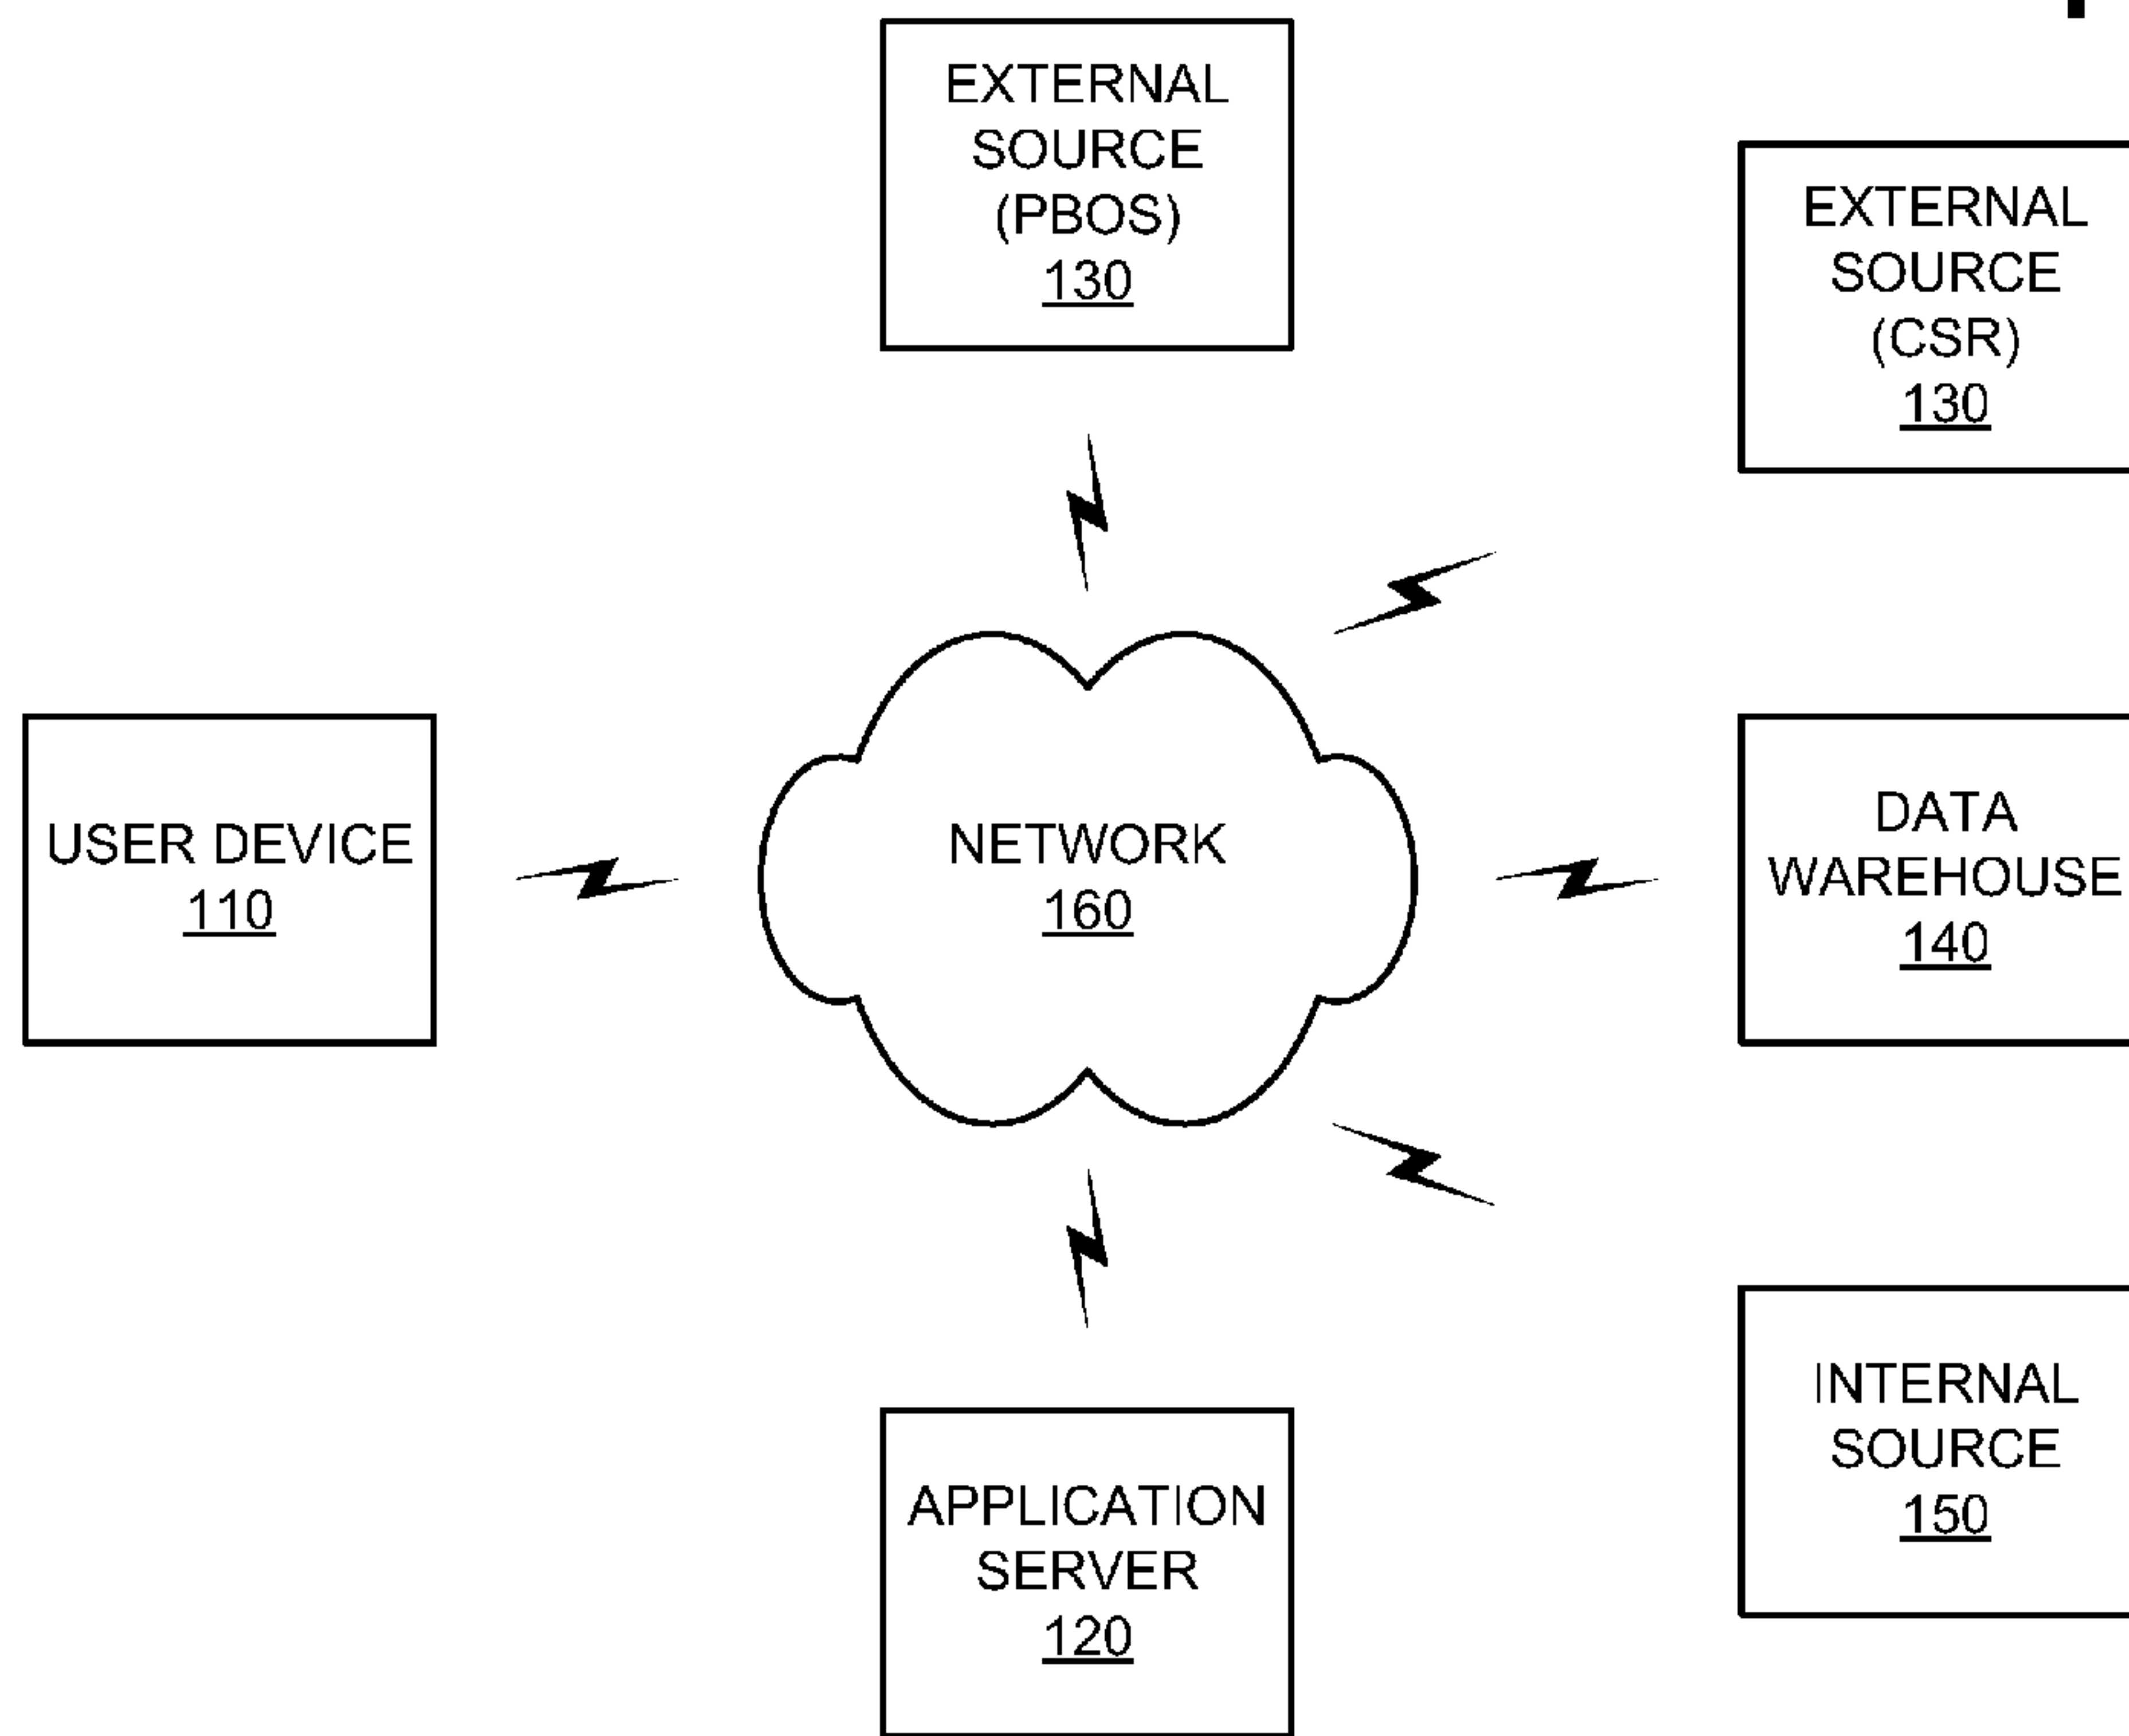 EXTERNAL
SOURCE
(PBOS)
130
EXTERNAL
SOURCE
(CSR)
130
USER DEVICE
110
NETWORK
160
DATA
WAREHOUSE
140
APPLICATION
SERVER
120
INTERNAL
SOURCE
150